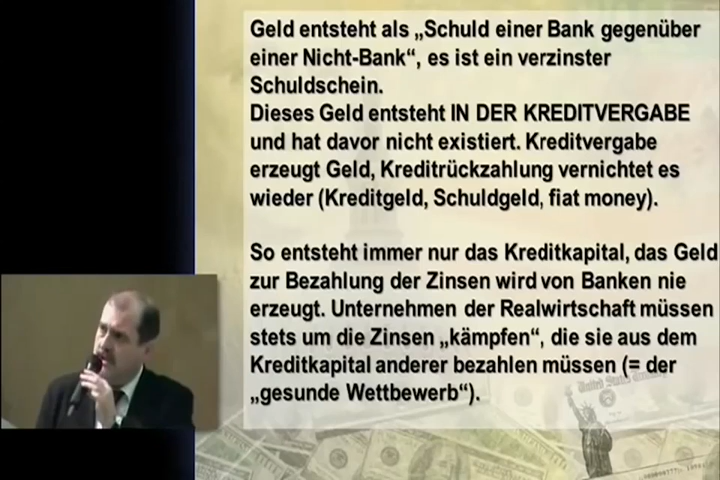 Geld entsteht als „Schuld einer Bank gegenüber
einer Nicht-Bank“, es ist ein verzinster
Schuldschein.
Dieses Geld entsteht IN DER KREDITVERGABE
und hat davor nicht existiert. Kreditvergabe
erzeugt Geld, Kreditrückzahlung vernichtet es
wieder (Kreditgeld, Schuldgeld, fiat money).
So entsteht immer nur das Kreditkapital, das Geld
zur Bezahlung der Zinsen wird von Banken nie
erzeugt. Unternehmen der Realwirtschaft müssen
stets um die Zinsen „kämpfen“, die sie aus dem
Kreditkapital anderer bezahlen müssen (= der
„gesunde Wettbewerb“).